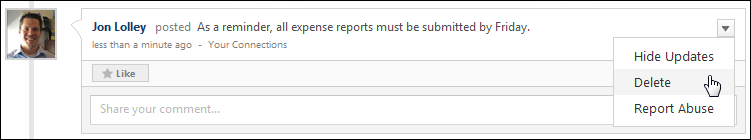 Jon Lolley posted As a reminder, all expense reports must be submitted by Friday.
less than a minute ago - Your Connections
Hide Updates
Like
Delete
Share your comment...
Report Abuse